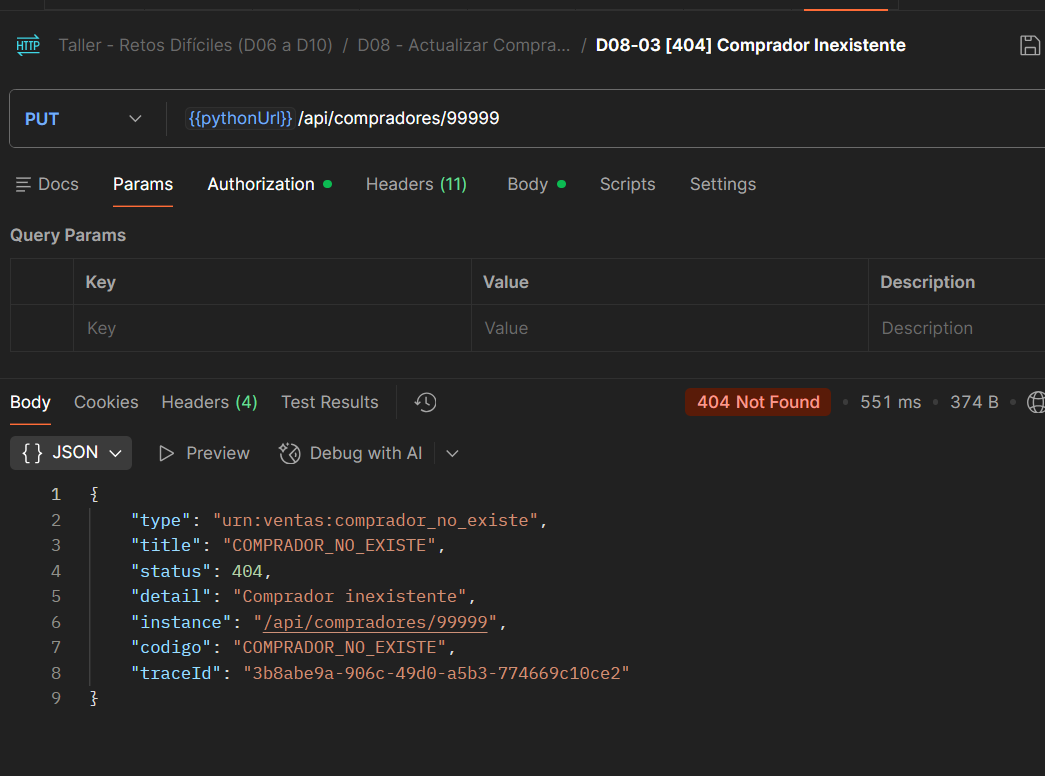 HTTP Taller - Retos Difíciles (D06 a D10) / D08 - Actualizar Compra... / D08-03 [404] Comprador Inexistente
PUT {{pythonUrl}} /api/compradores/99999
Docs Params Authorization Headers (11) Body Scripts Settings
Query Params
Key Value Description
Key Value Description
Body Cookies Headers (4) Test Results 404 Not Found • 551 ms • 374 B •
{ } JSON Preview Debug with AI
1 {
2 "type": "urn:ventas:comprador_no_existe",
3 "title": "COMPRADOR_NO_EXISTE",
4 "status": 404,
5 "detail": "Comprador inexistente",
6 "instance": "/api/compradores/99999",
7 "codigo": "COMPRADOR_NO_EXISTE",
8 "traceId": "3b8abe9a-906c-49d0-a5b3-774669c10ce2"
9 }